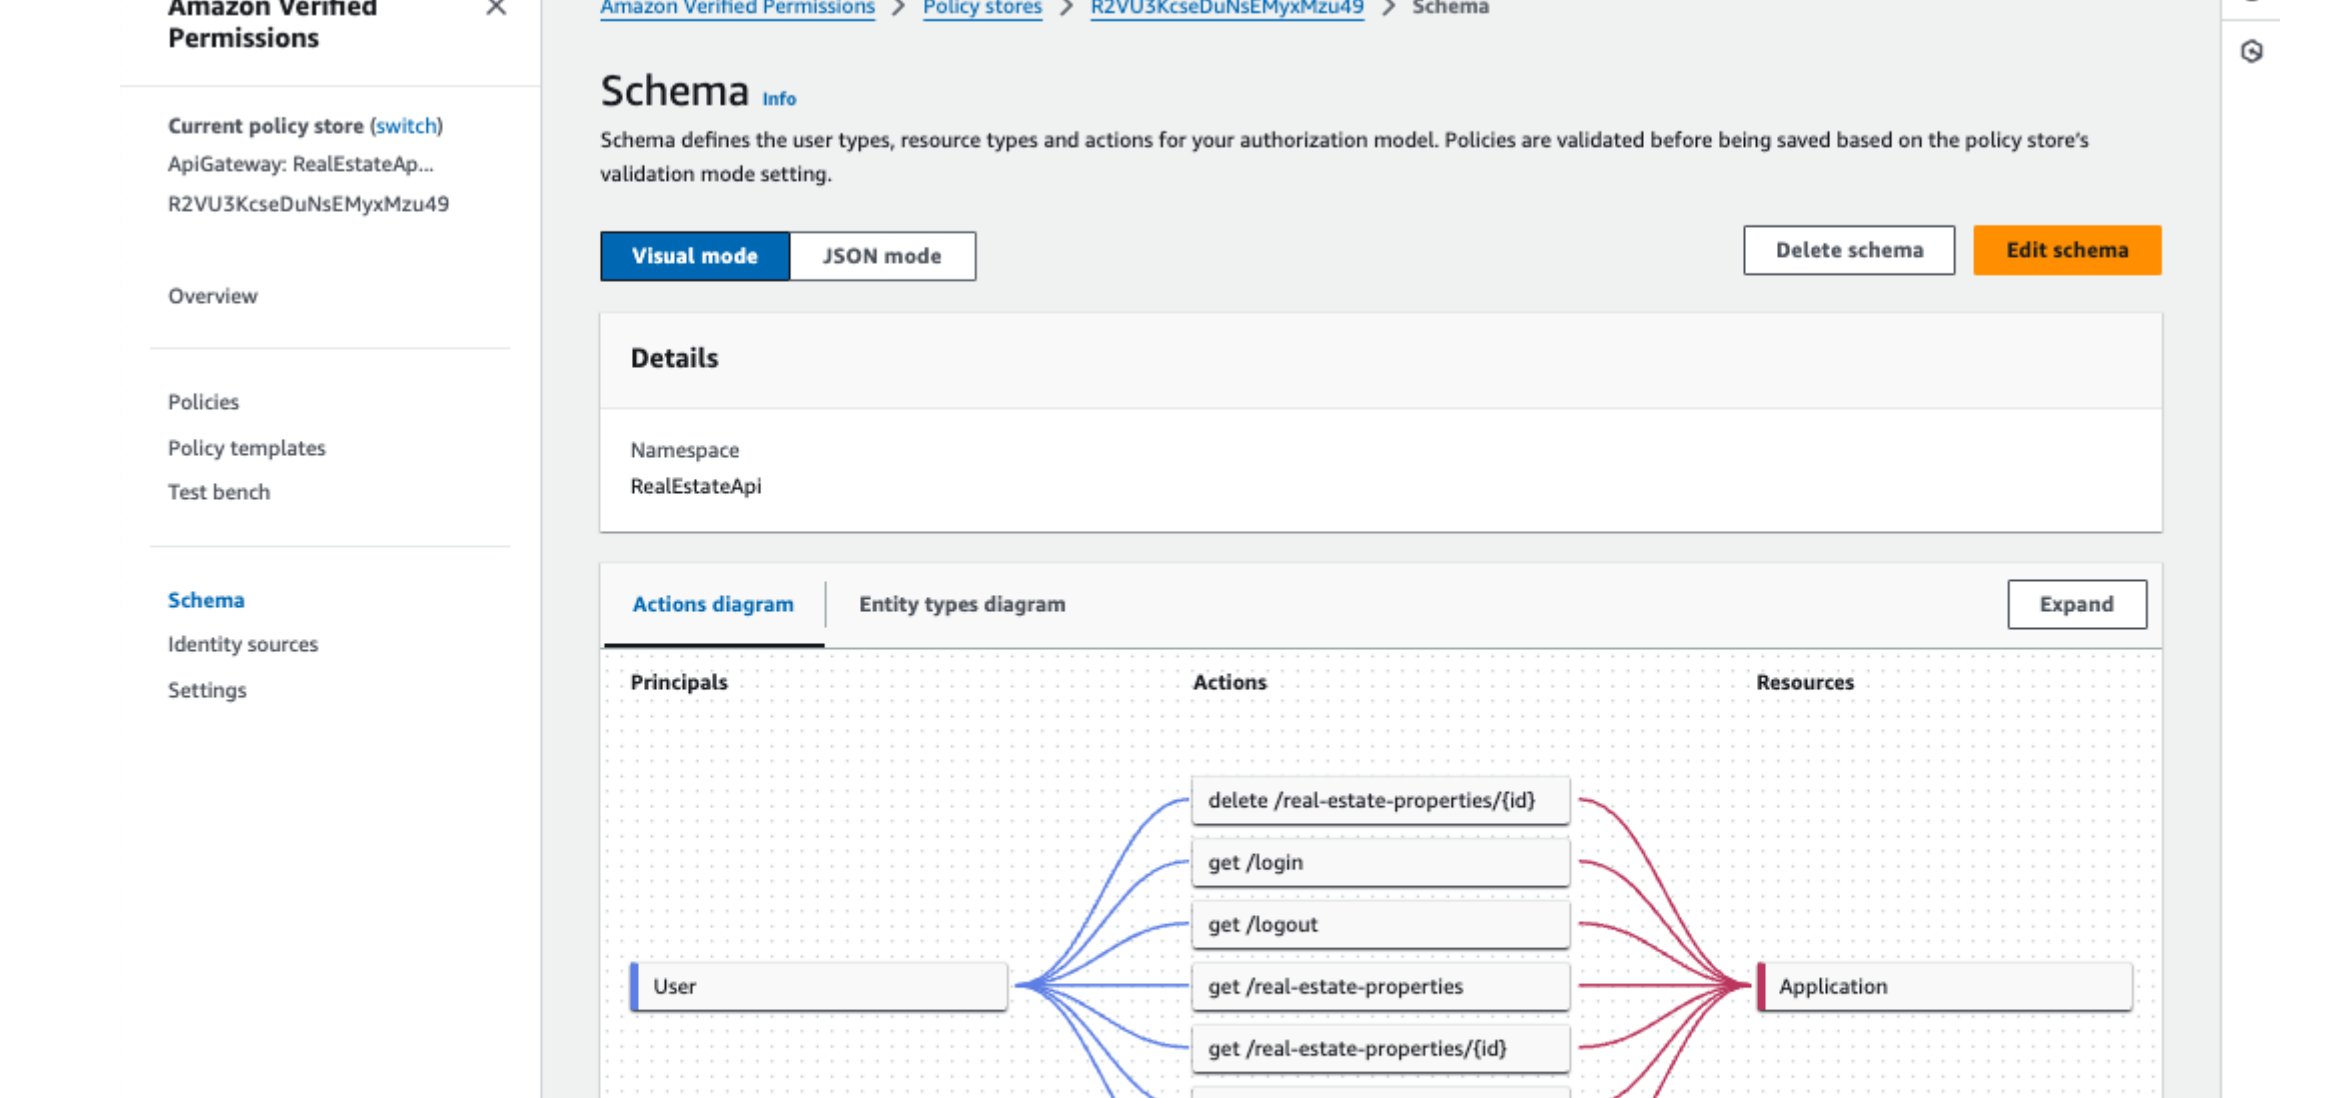 Amazon Verified
Permissions
Current policy store (switch)
ApiGateway: RealEstateAp...
R2VU3KcseDuNsEMyxMzu49
Overview
Policies
Policy templates
Test bench
Schema
Identity sources
Settings
Amazon Verified Permissions > Policy stores > R2VU3KcseDuNsEMyxMzu49 > Schema
Schema Info
Schema defines the user types, resource types and actions for your authorization model. Policies are validated before being saved based on the policy store's
validation mode setting.
Visual mode JSON mode Delete schema Edit schema
Details
Namespace
RealEstateApi
Actions diagram Entity types diagram Expand
Principals Actions Resources
delete /real-estate-properties/{id}
get /login
get /logout
User get /real-estate-properties Application
get /real-estate-properties/{id}